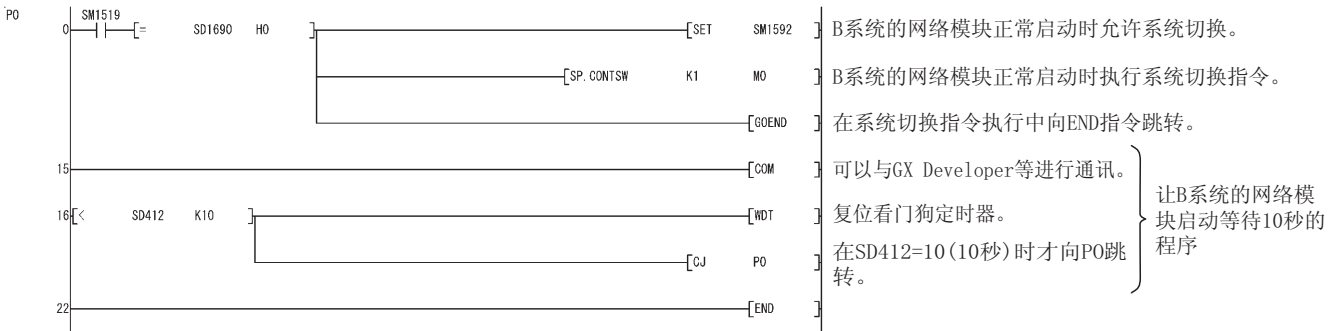 P0
SM1519
0 = SD1690 H0 SET SM1592 B系统的网络模块正常启动时允许系统切换。
SP.CONTSW K1 M0 B系统的网络模块正常启动时执行系统切换指令。
GOEND 在系统切换指令执行中向END指令跳转。
15 COM 可以与GX Developer等进行通讯。
16 < SD412 K10 WDT 复位看门狗定时器。
CJ P0 在SD412=10(10秒)时才向P0跳
转。
让B系统的网络模
块启动等待10秒的
程序
22 END